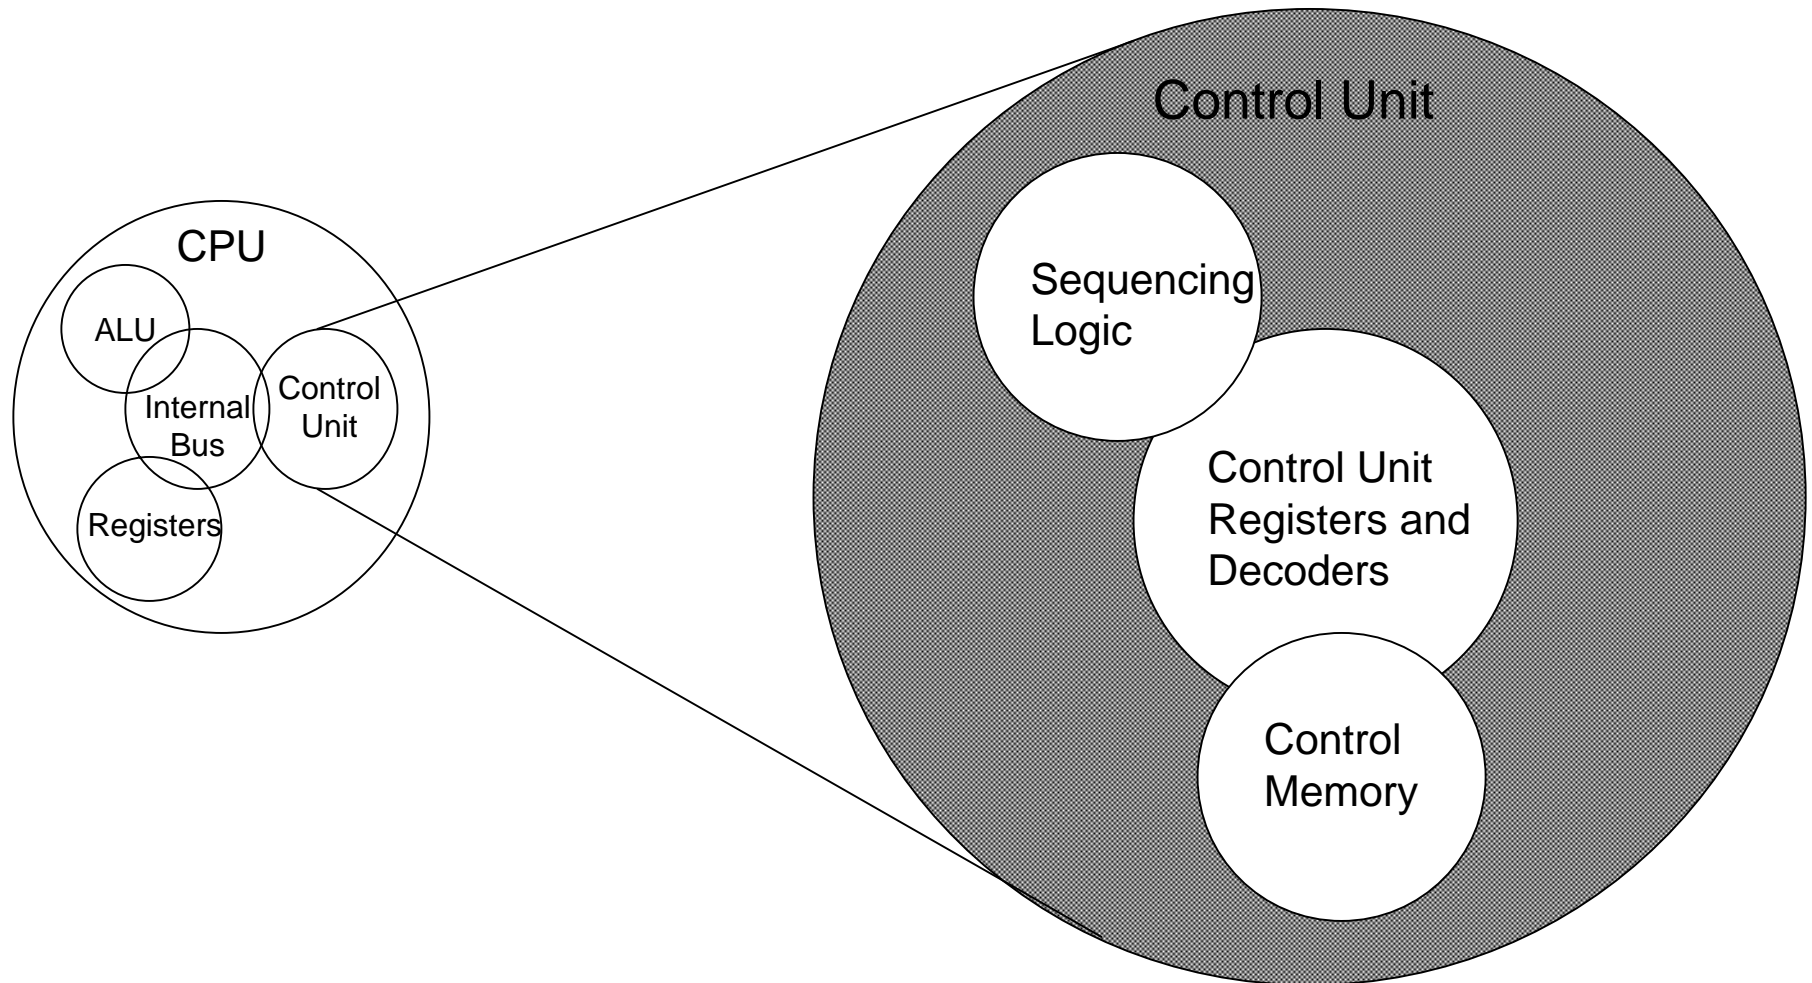 CPU
ALU
Internal
Bus
Control
Unit
Registers
Control Unit
Sequencing
Logic
Control Unit
Registers and
Decoders
Control
Memory